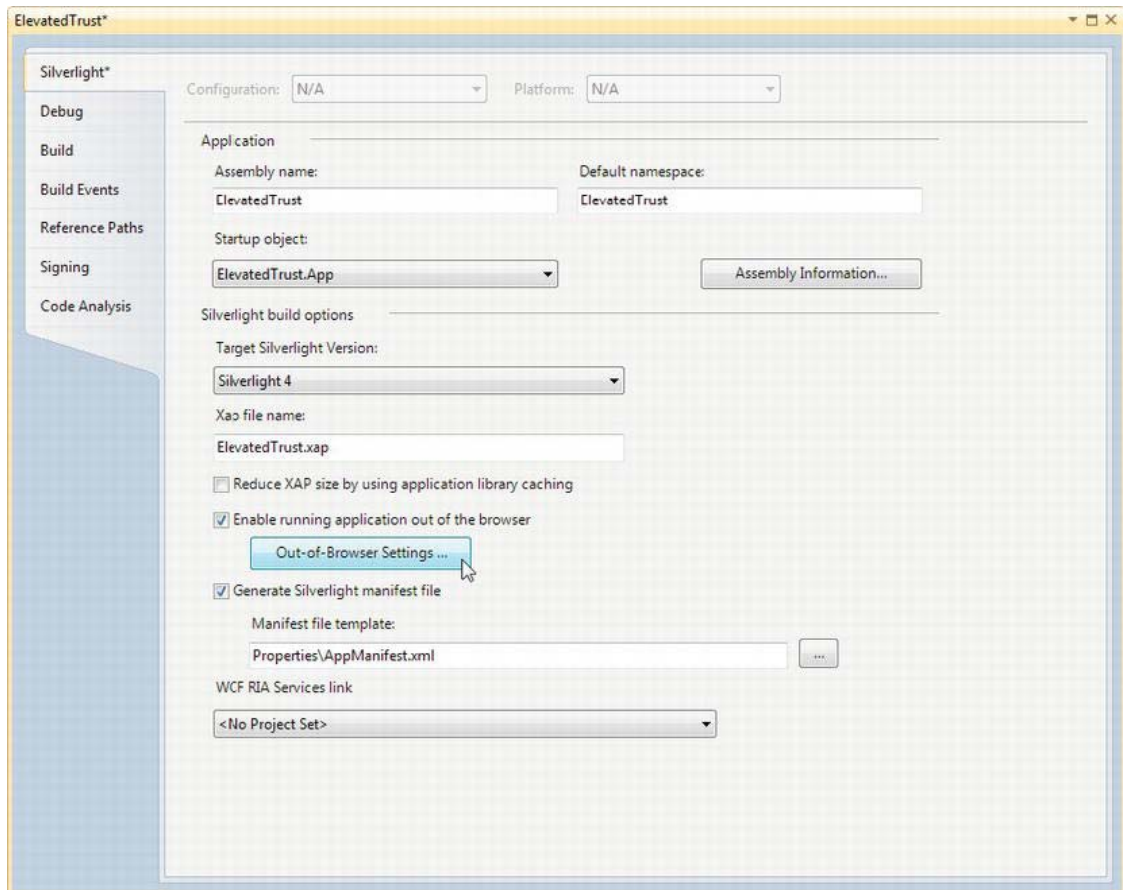 ElevatedTrust*
Silverlight*
Debug
Build
Build Events
Reference Paths
Signing
Code Analysis
Configuration: N/A Platform: N/A
Application
Assembly name: Default namespace:
ElevatedTrust ElevatedTrust
Startup object:
ElevatedTrust.App Assembly Information...
Silverlight build options
Target Silverlight Version:
Silverlight 4
Xap file name:
ElevatedTrust.xap
Reduce XAP size by using application library caching
Enable running application out of the browser
Out-of-Browser Settings ...
Generate Silverlight manifest file
Manifest file template:
Properties\AppManifest.xml ...
WCF RIA Services link
<No Project Set>